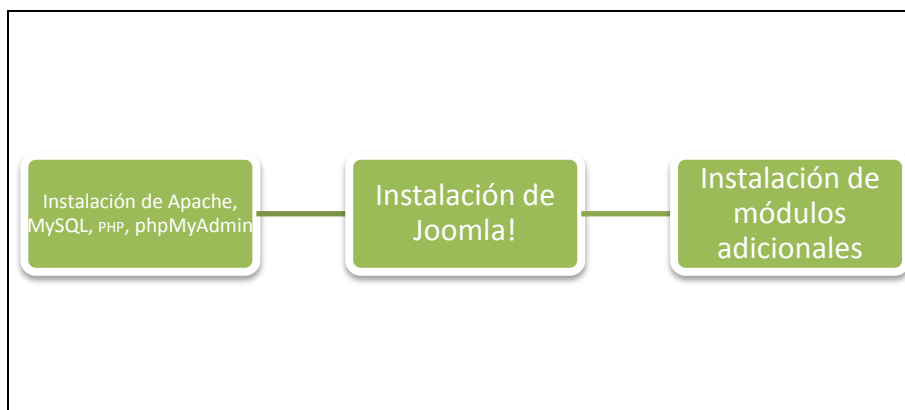 Instalación de Apache,
MySQL, PHP, phpMyAdmin
Instalación de
Joomla!
Instalación de
módulos
adicionales